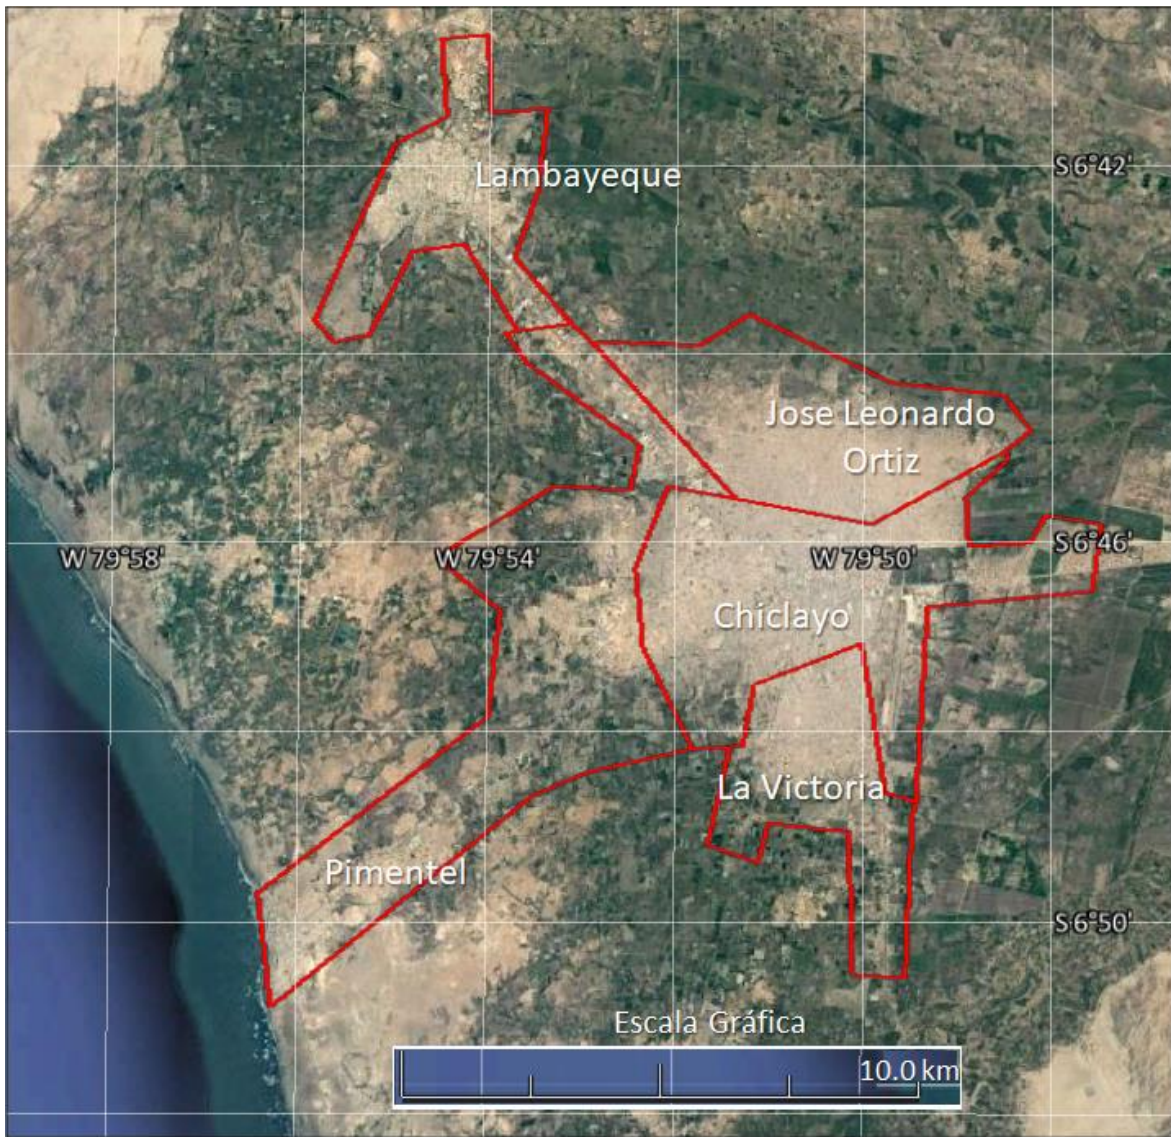 Lambayeque
S 6°42'
Jose Leonardo
Ortiz
W 79°58'
W 79°54'
W 79°50'
S 6°46'
Chiclayo
La Victoria
Pimentel
S 6°50'
Escala Gráfica
10.0 km